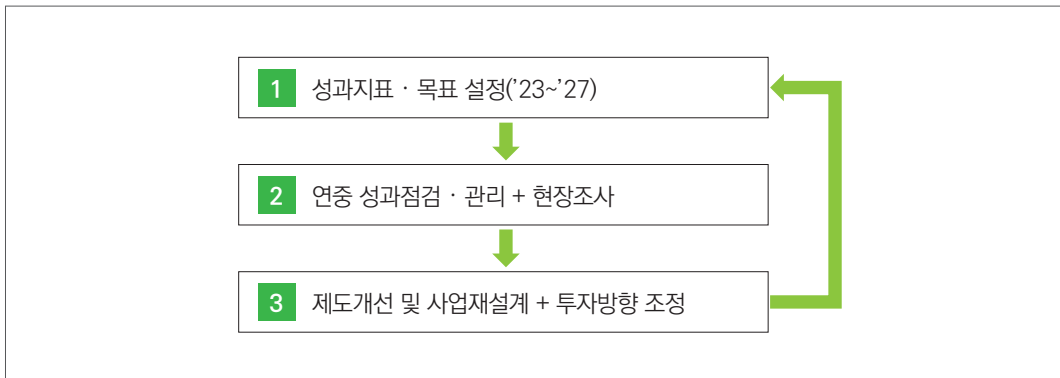 1 성과지표 · 목표 설정(’23~’27)
2 연중 성과점검 · 관리 + 현장조사
3 제도개선 및 사업재설계 + 투자방향 조정